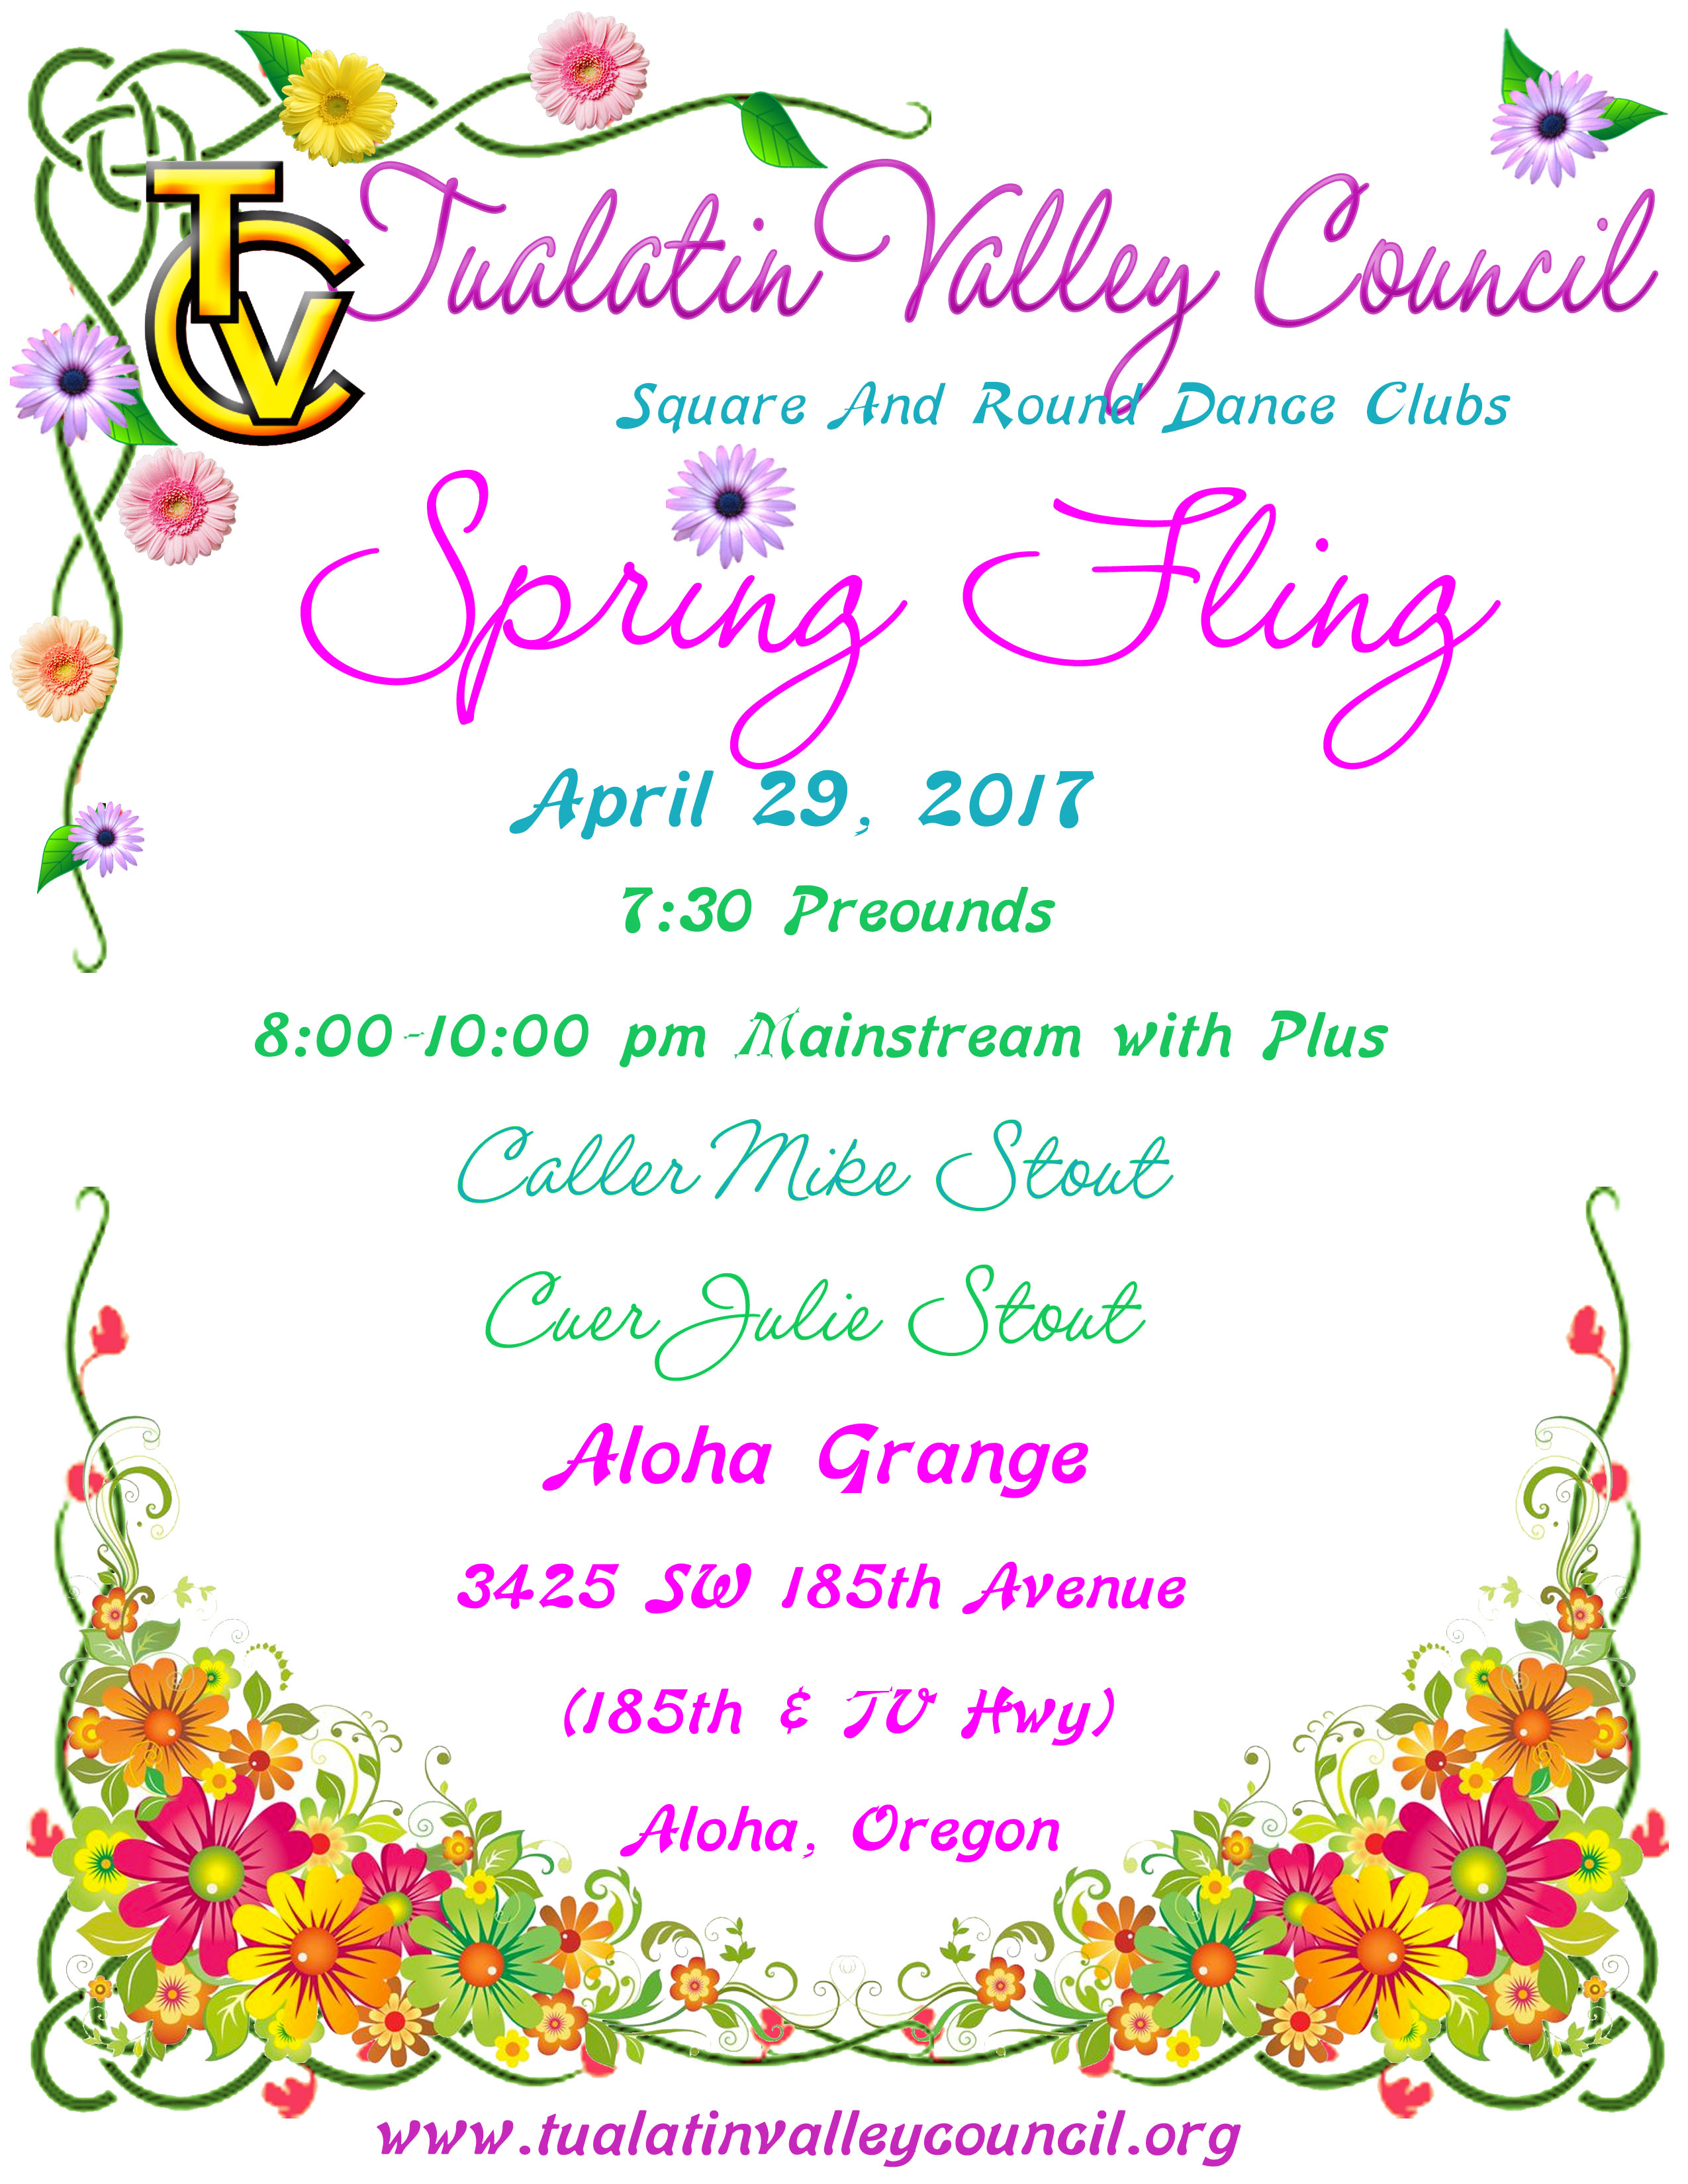 TVC
Tualatin Valley Council
Square And Round Dance Clubs
Spring Fling
April 29, 2017
7:30 Preounds
8:00-10:00 pm Mainstream with Plus
Caller Mike Stout
Cuer Julie Stout
Aloha Grange
3425 SW 185th Avenue
(185th & TV Hwy)
Aloha, Oregon
www.tualatinvalleycouncil.org